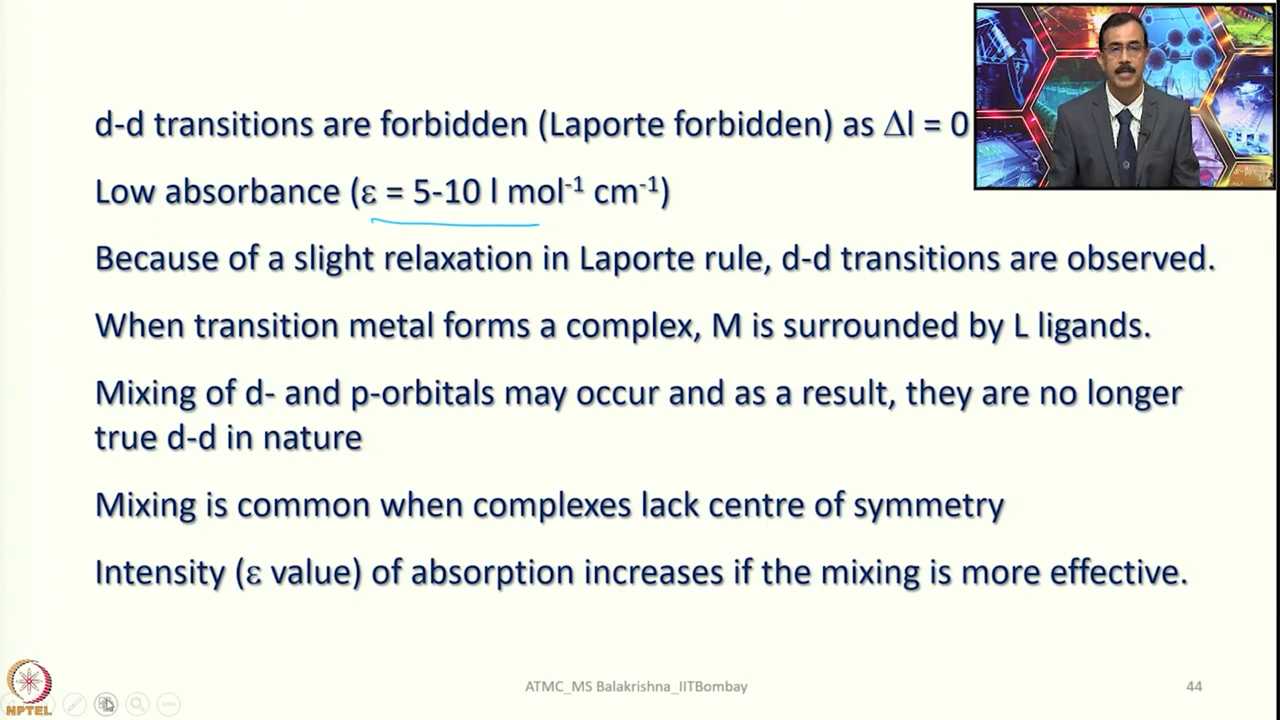 d-d transitions are forbidden (Laporte forbidden) as Δl = 0
Low absorbance (ε = 5-10 l mol⁻¹ cm⁻¹)
Because of a slight relaxation in Laporte rule, d-d transitions are observed.
When transition metal forms a complex, M is surrounded by L ligands.
Mixing of d- and p-orbitals may occur and as a result, they are no longer
true d-d in nature
Mixing is common when complexes lack centre of symmetry
Intensity (ε value) of absorption increases if the mixing is more effective.
NPTEL
ATMC_MS Balakrishna_IITBombay
44